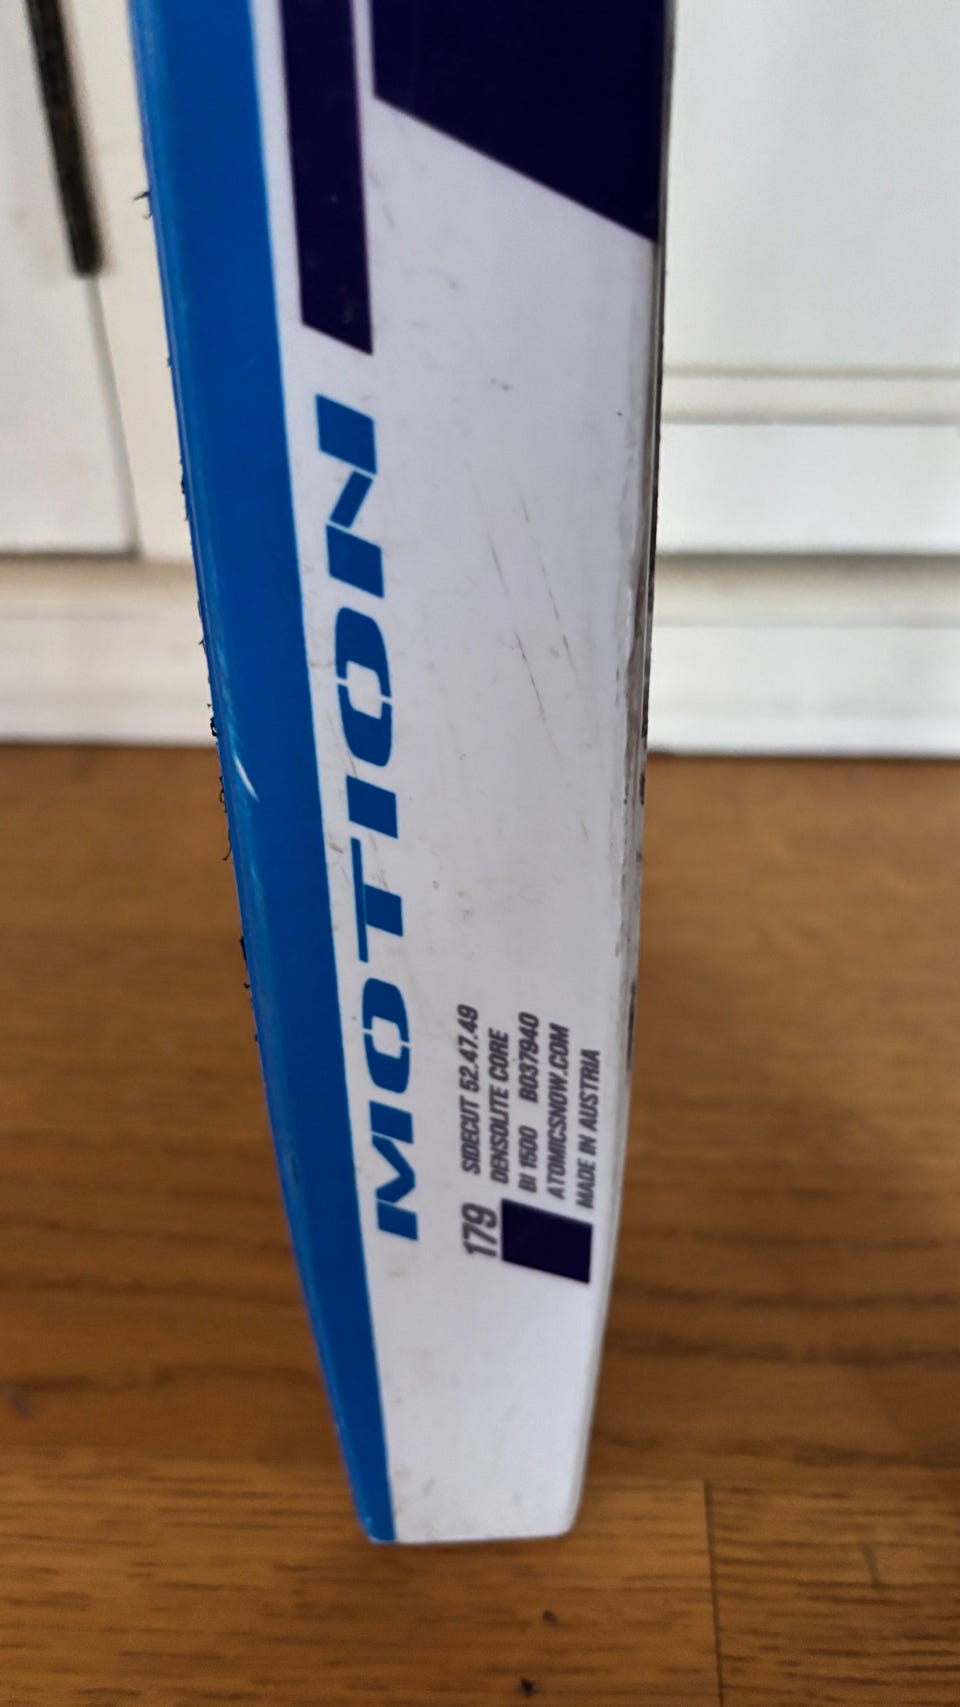 MOTION
179
SIDECUT 52.47.49
DENSOLITE CORE
BI 1500 B037940
ATOMICSNOW.COM
MADE IN AUSTRIA